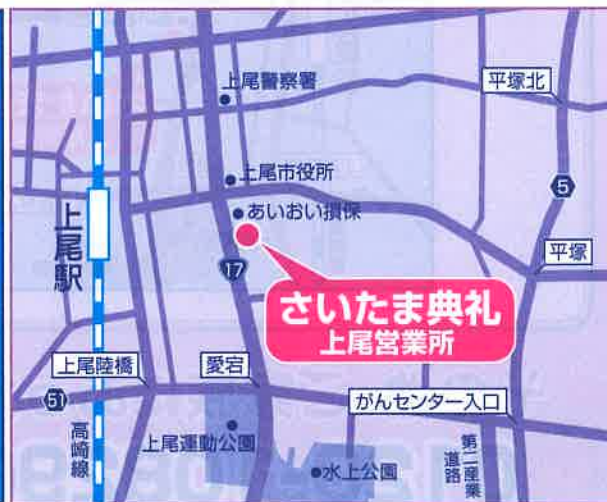 上尾警察署
平塚北
上尾市役所
5
あいおい損保
上尾駅
平塚
17
さいたま典礼
上尾営業所
上尾陸橋
愛宕
51
がんセンター入口
高崎線
上尾運動公園
第二産業
道路
水上公園